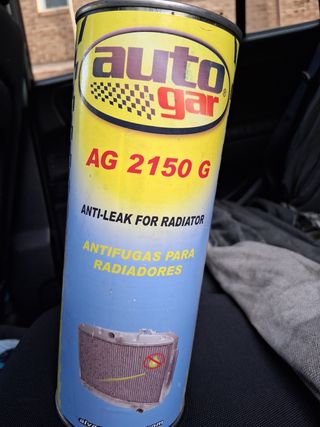 auto
gar®
AG 2150 G
ANTI-LEAK FOR RADIATOR
ANTIFUGAS PARA
RADIADORES